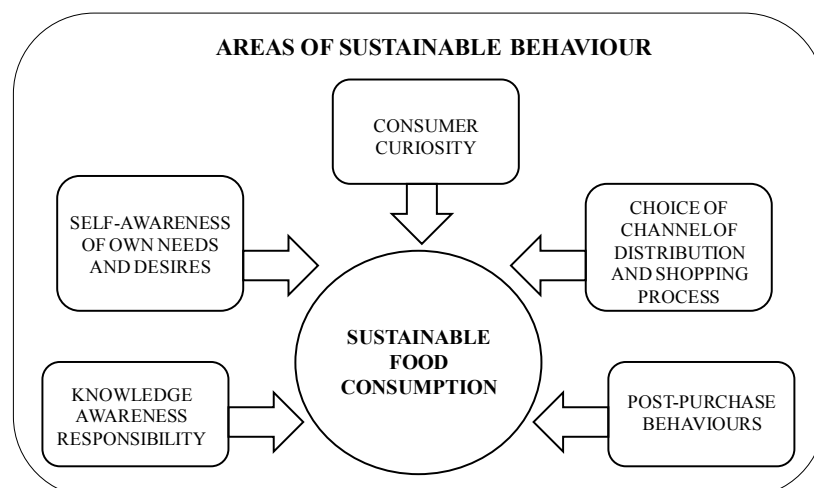 AREAS OF SUSTAINABLE BEHAVIOUR
CONSUMER
CURIOSITY
SELF-AWARENESS
OF OWN NEEDS
AND DESIRES
CHOICE OF
CHANNEL OF
DISTRIBUTION
AND SHOPPING
PROCESS
SUSTAINABLE
FOOD
CONSUMPTION
KNOWLEDGE
AWARENESS
RESPONSIBILITY
POST-PURCHASE
BEHAVIOURS